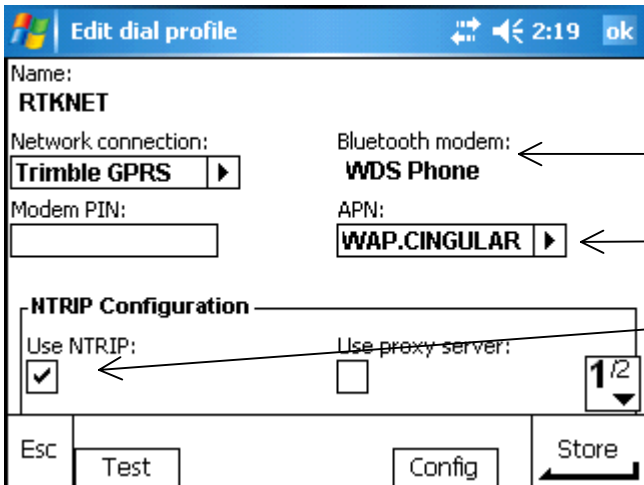 Edit dial profile 2:19 ok
Name:
RTKNET
Network connection: Bluetooth modem:
Trimble GPRS WDS Phone
Modem PIN: APN:
WAP.CINGULAR
NTRIP Configuration
Use NTRIP: Use proxy server:
1/2
Esc Test Config Store